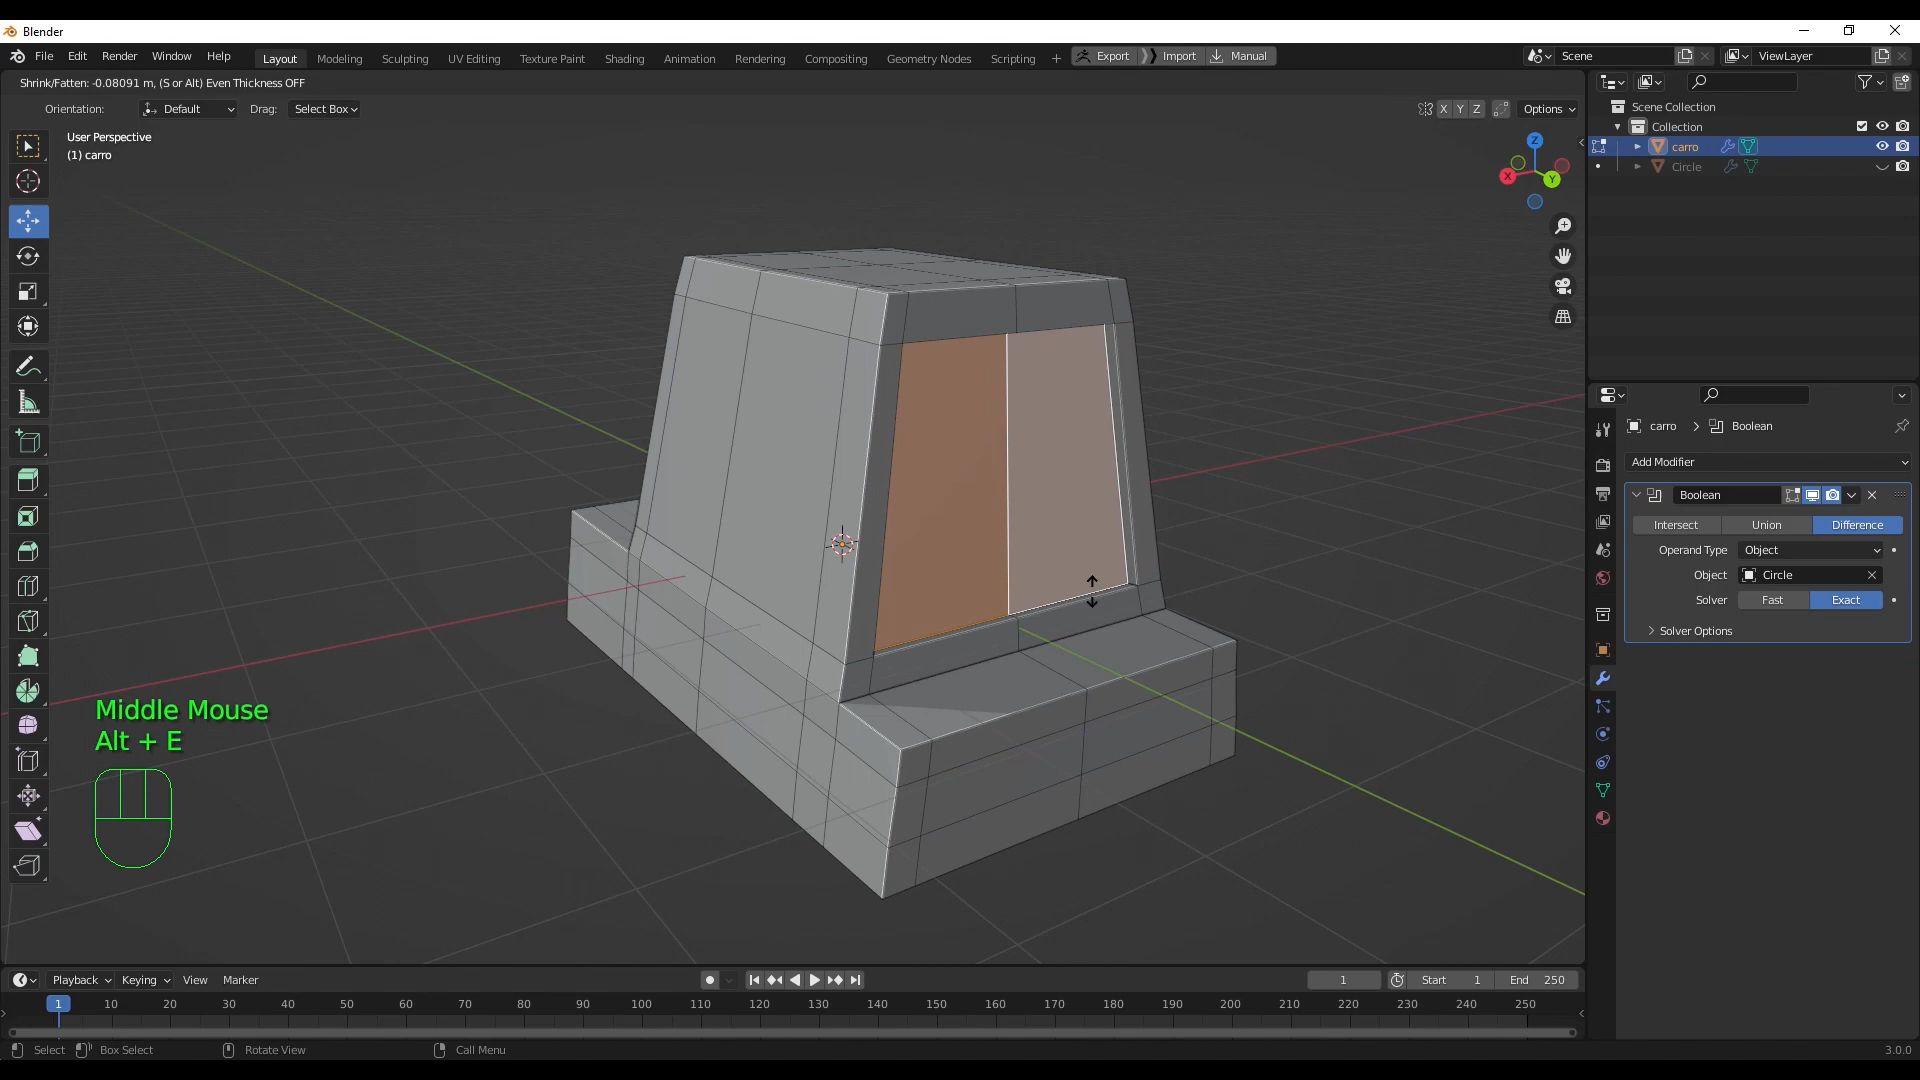 Blender
File Edit Render Window Help Layout Modeling Sculpting UV Editing Texture Paint Shading Animation Rendering Compositing Geometry Nodes Scripting + Export Import Manual Scene ViewLayer
Shrink/Fatten: -0.08091 m, (S or Alt) Even Thickness OFF
Orientation: Default Drag: Select Box X Y Z Options
User Perspective
(1) carro
Z
X
Y
Scene Collection
Collection
carro
Circle
carro > Boolean
Add Modifier
Boolean
Intersect Union Difference
Operand Type Object
Object Circle
Solver Fast Exact
Solver Options
Middle Mouse
Alt + E
Playback Keying View Marker 1 Start 1 End 250
1 10 20 30 40 50 60 70 80 90 100 110 120 130 140 150 160 170 180 190 200 210 220 230 240 250
Select Box Select Rotate View Call Menu 3.0.0